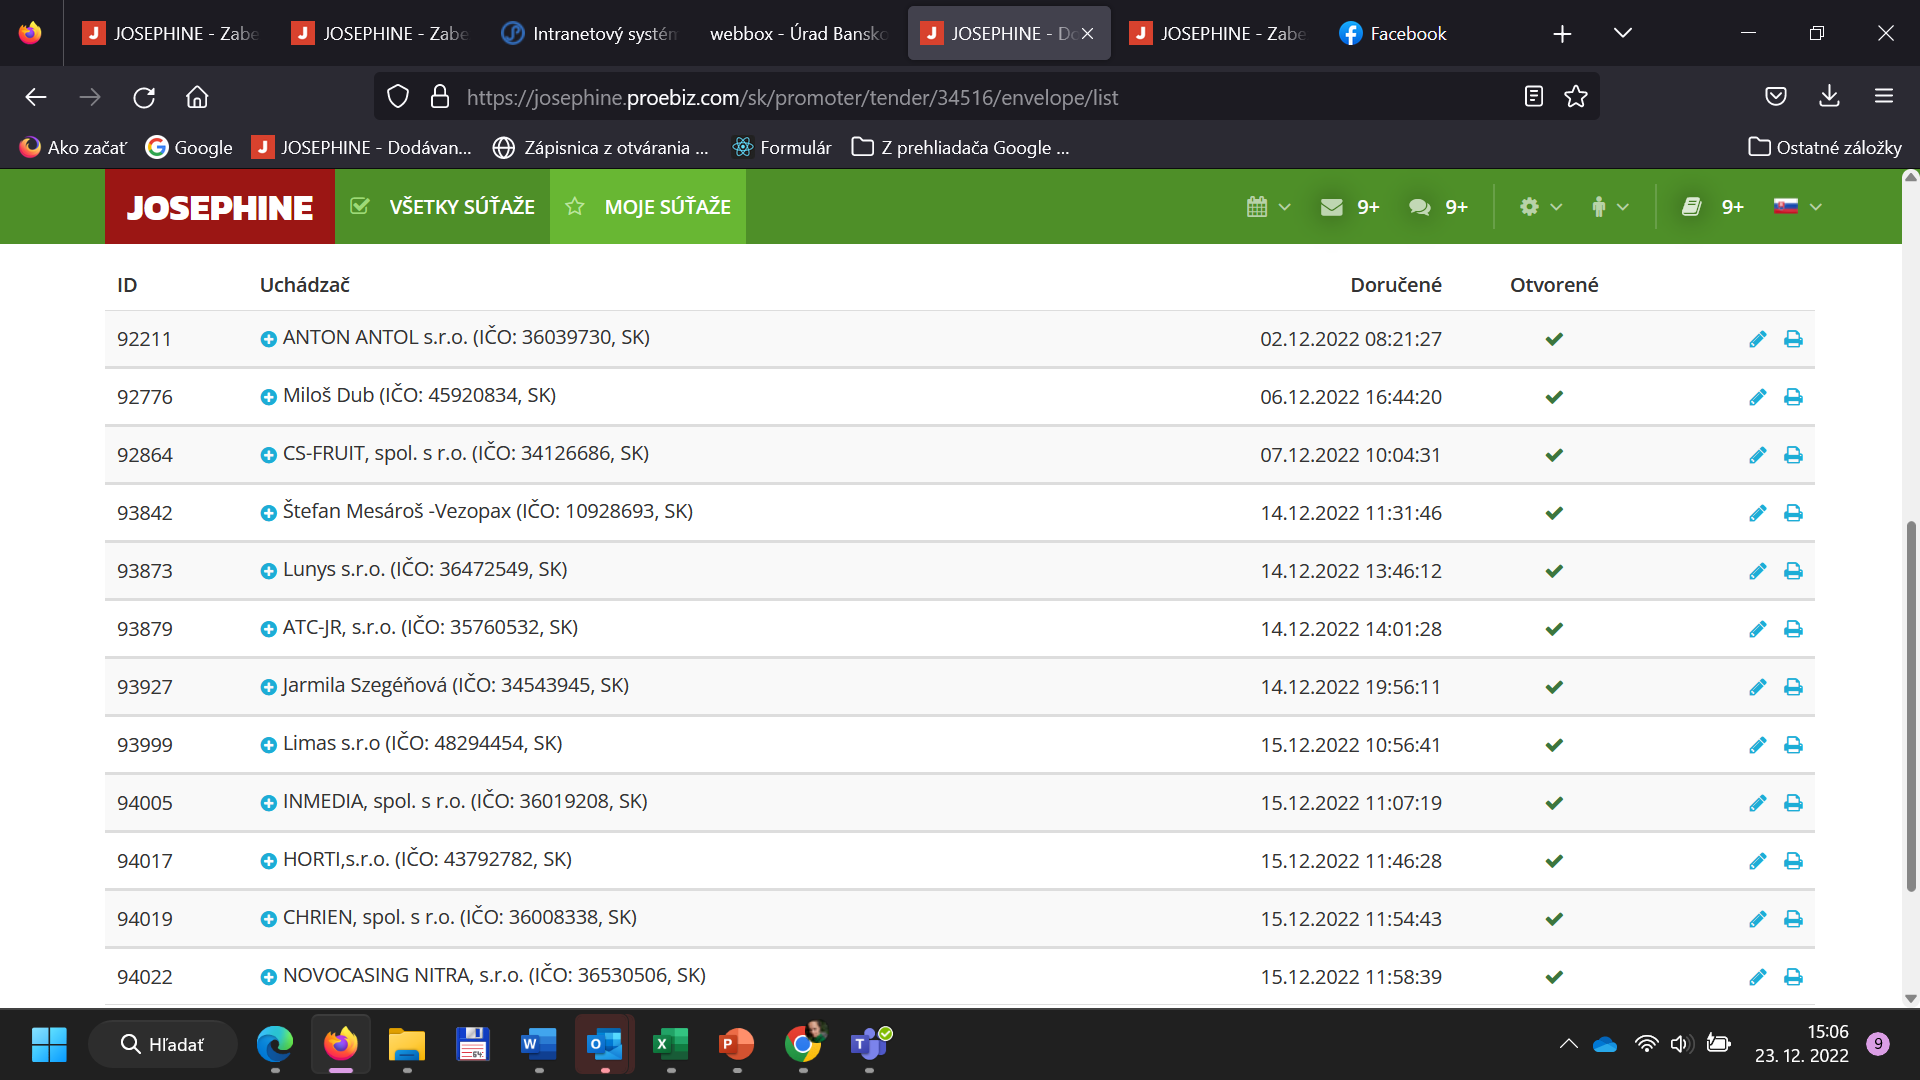 JOSEPHINE - Zabe
JOSEPHINE - Zabe
Intranetový systém
webbox - Úrad Bansko
JOSEPHINE - Do
JOSEPHINE - Zabe
Facebook
https://josephine.proebiz.com/sk/promoter/tender/34516/envelope/list
Ako začať
Google
JOSEPHINE - Dodávan...
Zápisnica z otvárania ...
Formulár
Z prehliadača Google ...
Ostatné záložky
JOSEPHINE
VŠETKY SÚŤAŽE
MOJE SÚŤAŽE
9+
9+
9+
ID Uchádzač Doručené Otvorené
92211 ANTON ANTOL s.r.o. (IČO: 36039730, SK) 02.12.2022 08:21:27
92776 Miloš Dub (IČO: 45920834, SK) 06.12.2022 16:44:20
92864 CS-FRUIT, spol. s r.o. (IČO: 34126686, SK) 07.12.2022 10:04:31
93842 Štefan Mesároš -Vezopax (IČO: 10928693, SK) 14.12.2022 11:31:46
93873 Lunys s.r.o. (IČO: 36472549, SK) 14.12.2022 13:46:12
93879 ATC-JR, s.r.o. (IČO: 35760532, SK) 14.12.2022 14:01:28
93927 Jarmila Szegéňová (IČO: 34543945, SK) 14.12.2022 19:56:11
93999 Limas s.r.o (IČO: 48294454, SK) 15.12.2022 10:56:41
94005 INMEDIA, spol. s r.o. (IČO: 36019208, SK) 15.12.2022 11:07:19
94017 HORTI,s.r.o. (IČO: 43792782, SK) 15.12.2022 11:46:28
94019 CHRIEN, spol. s r.o. (IČO: 36008338, SK) 15.12.2022 11:54:43
94022 NOVOCASING NITRA, s.r.o. (IČO: 36530506, SK) 15.12.2022 11:58:39
Hľadať
15:06
23. 12. 2022
9